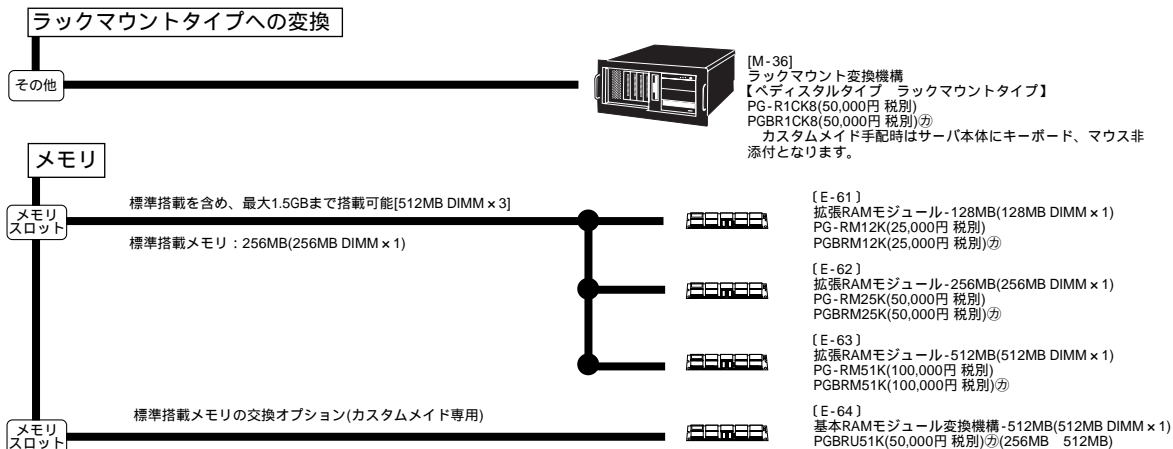 ラックマウントタイプへの変換
その他
[M-36]
ラックマウント変換機構
【ペディスタルタイプ　ラックマウントタイプ】
PG-R1CK8(50,000円 税別)
PGBR1CK8(50,000円 税別)㋕
　カスタムメイド手配時はサーバ本体にキーボード、マウス非
添付となります。
メモリ
メモリ
スロット
標準搭載を含め、最大1.5GBまで搭載可能[512MB DIMM×3]
標準搭載メモリ：256MB(256MB DIMM×1)
〔E-61〕
拡張RAMモジュール-128MB(128MB DIMM×1)
PG-RM12K(25,000円 税別)
PGBRM12K(25,000円 税別)㋕
〔E-62〕
拡張RAMモジュール-256MB(256MB DIMM×1)
PG-RM25K(50,000円 税別)
PGBRM25K(50,000円 税別)㋕
〔E-63〕
拡張RAMモジュール-512MB(512MB DIMM×1)
PG-RM51K(100,000円 税別)
PGBRM51K(100,000円 税別)㋕
メモリ
スロット
標準搭載メモリの交換オプション(カスタムメイド専用)
〔E-64〕
基本RAMモジュール変換機構-512MB(512MB DIMM×1)
PGBRU51K(50,000円 税別)㋕(256MB　512MB)